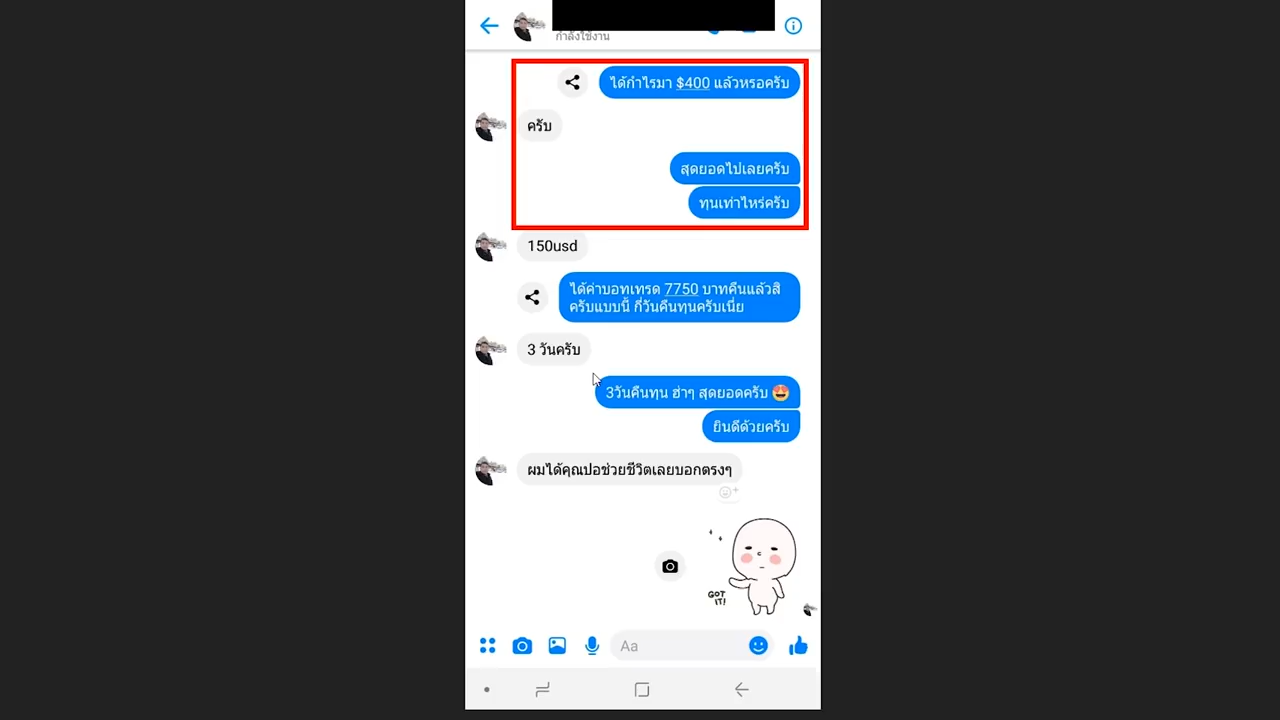 กำลังใช้งาน
ได้กำไรมา $400 แล้วหรอครับ
ครับ
สุดยอดไปเลยครับ
ทุนเท่าไหร่ครับ
150usd
ได้ค่าบอทเทรด 7750 บาทคืนแล้วสิ
ครับแบบนี้ กี่วันคืนทุนครับเนี่ย
3 วันครับ
3วันคืนทุน ฮ่าๆ สุดยอดครับ 🤩
ยินดีด้วยครับ
ผมได้คุณปอช่วยชีวิตเลยบอกตรงๆ
GOT
IT!
Aa